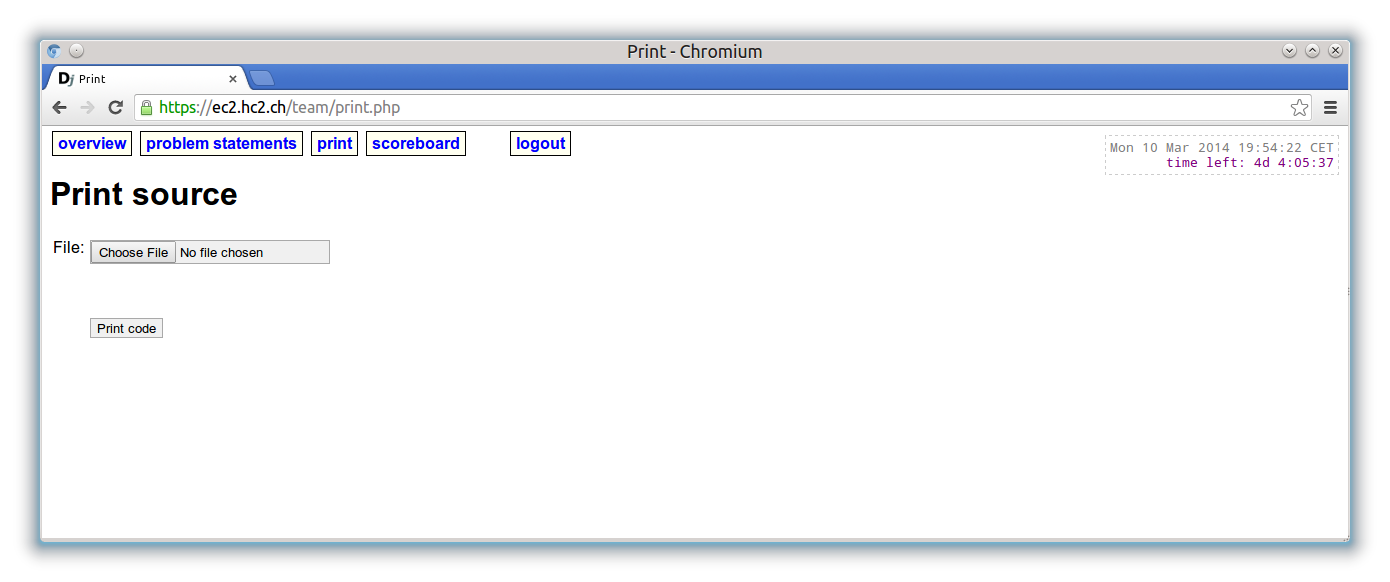 Print - Chromium
Dj Print
https://ec2.hc2.ch/team/print.php
overview problem statements print scoreboard logout
Mon 10 Mar 2014 19:54:22 CET
time left: 4d 4:05:37
Print source
File: Choose File No file chosen
Print code